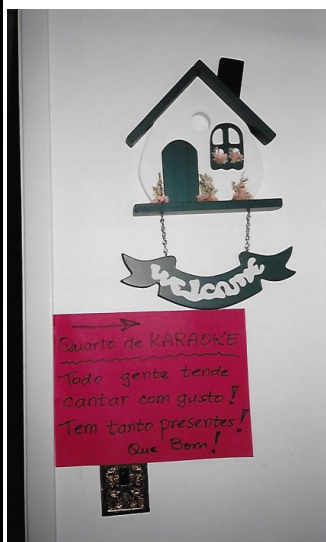 WELCOME
Quarto de KARAOKE
Todo gente tende
cantar com gusto!
Tem tanto presentes!
Que Bom!